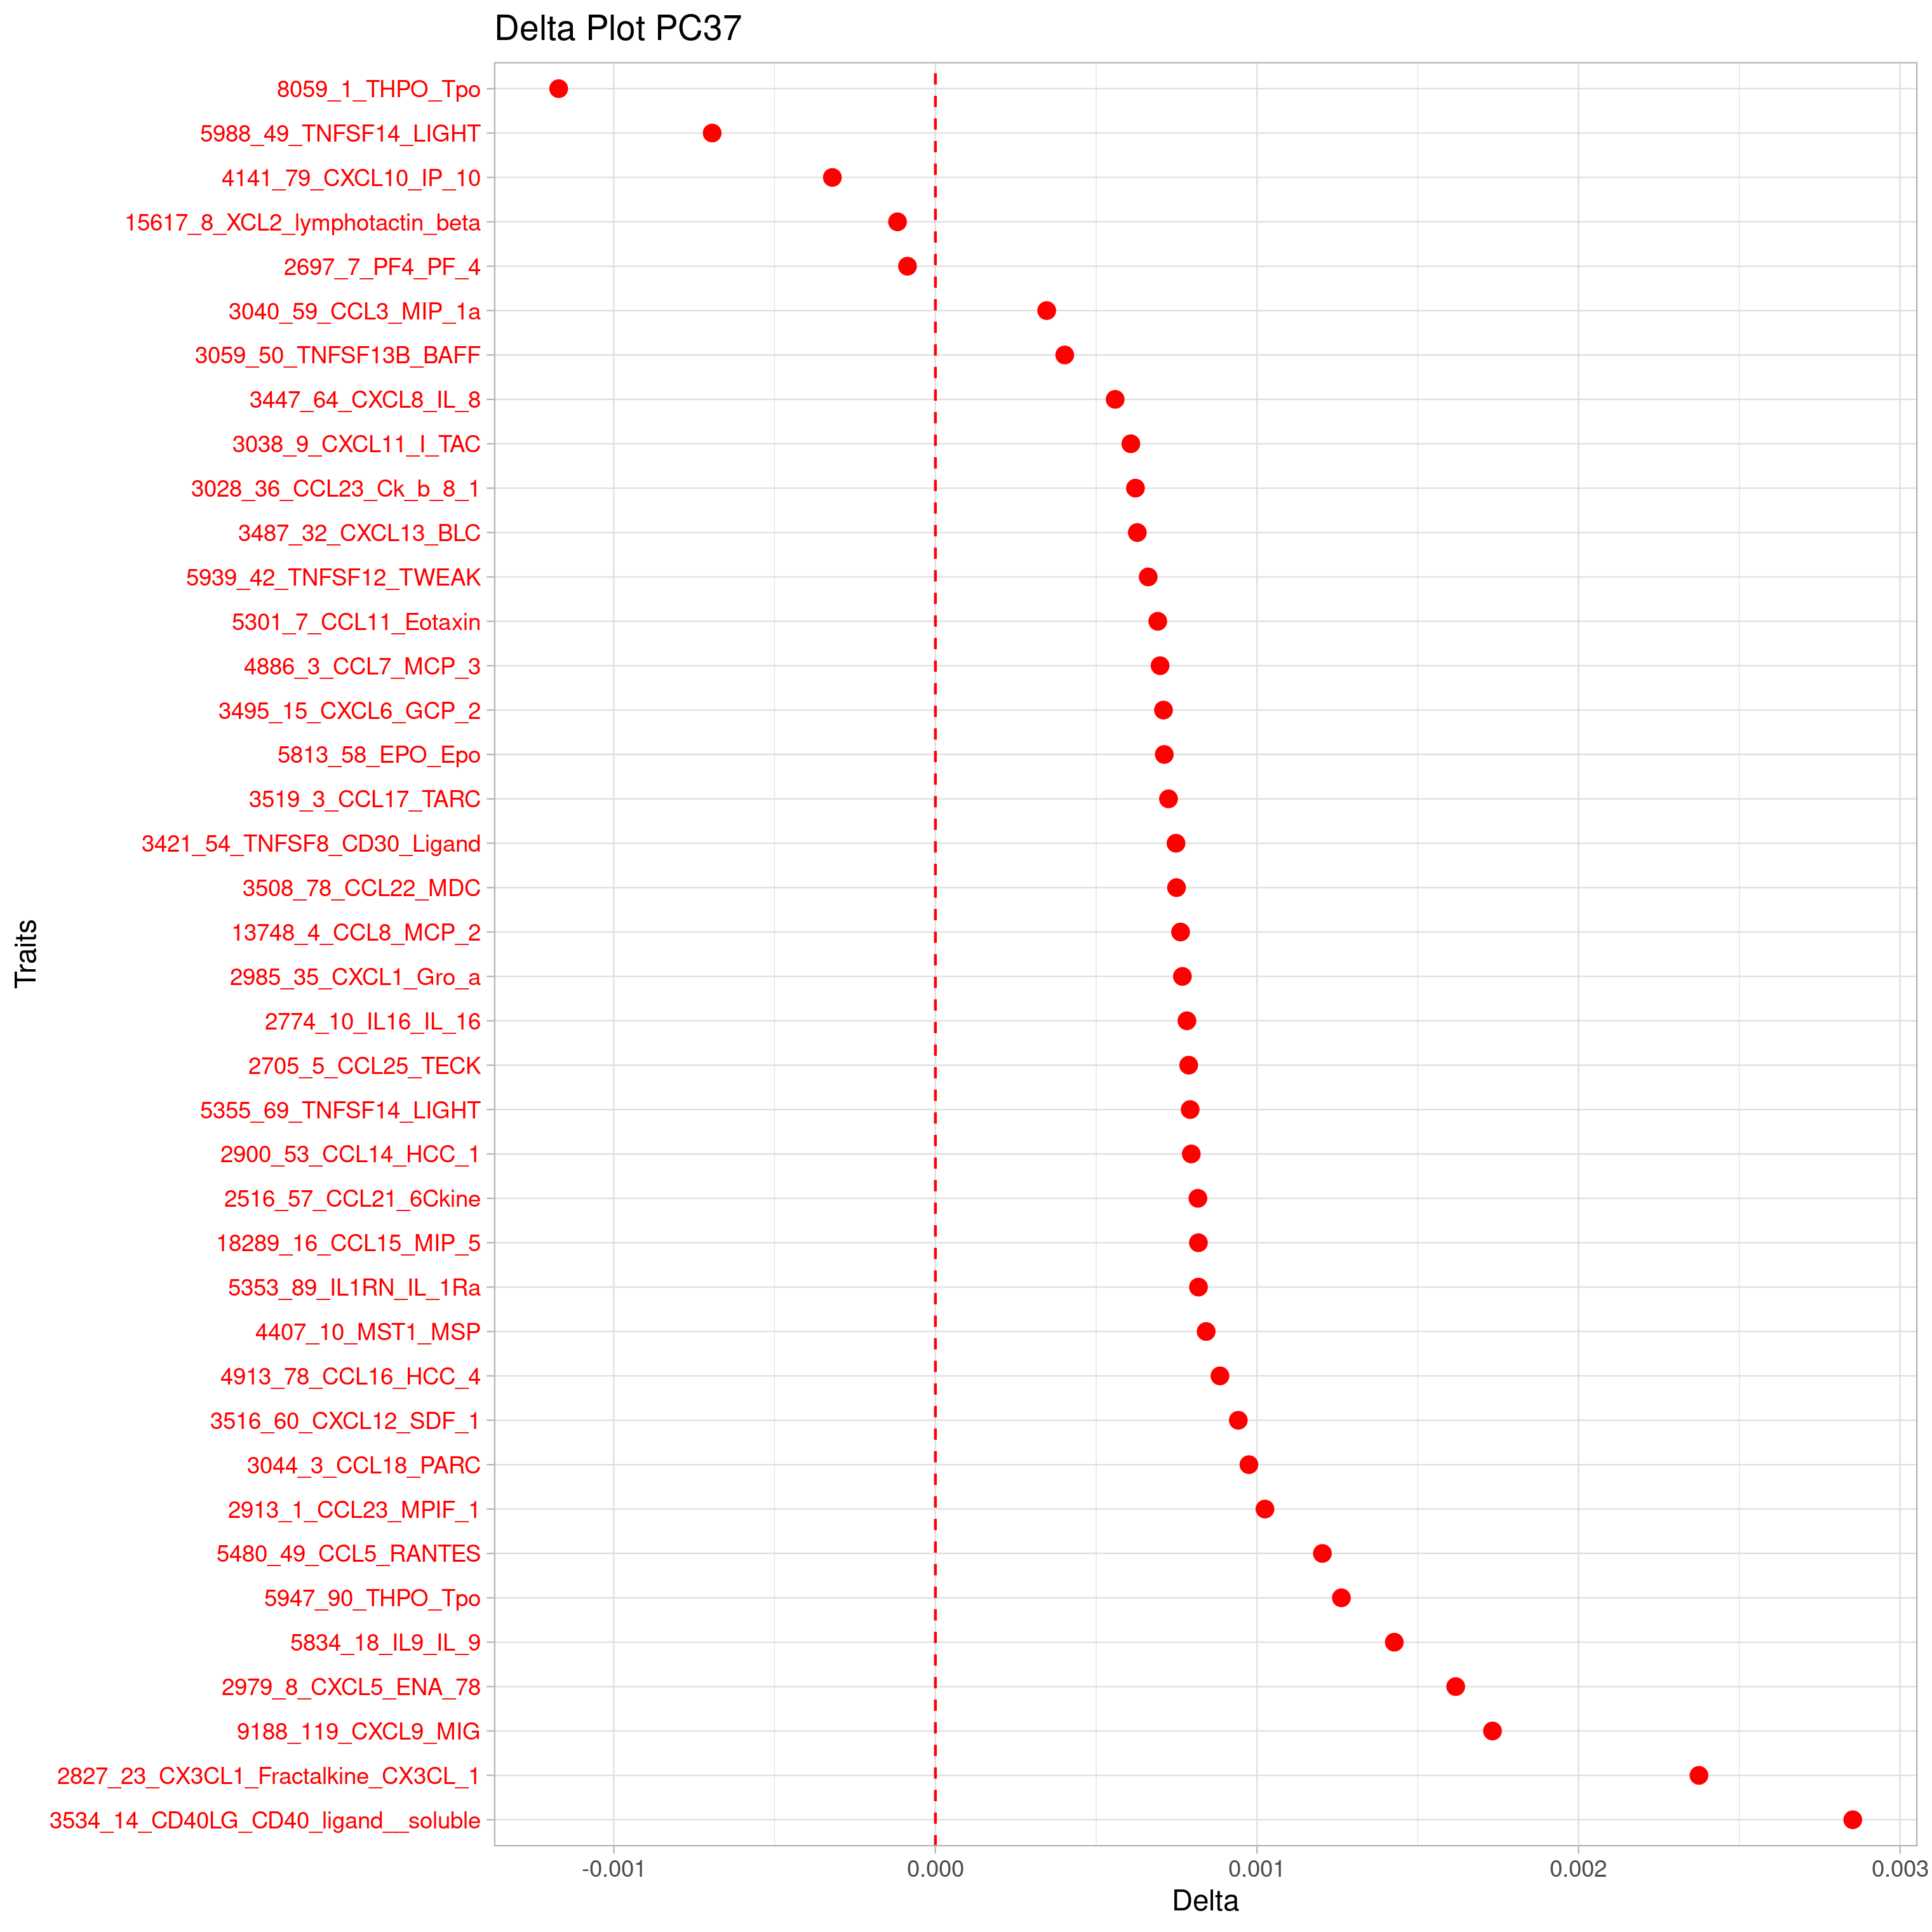 Delta Plot PC37
8059_1_THPO_Tpo
5988_49_TNFSF14_LIGHT
4141_79_CXCL10_IP_10
15617_8_XCL2_lymphotactin_beta
2697_7_PF4_PF_4
3040_59_CCL3_MIP_1a
3059_50_TNFSF13B_BAFF
3447_64_CXCL8_IL_8
3038_9_CXCL11_I_TAC
3028_36_CCL23_Ck_b_8_1
3487_32_CXCL13_BLC
5939_42_TNFSF12_TWEAK
5301_7_CCL11_Eotaxin
4886_3_CCL7_MCP_3
3495_15_CXCL6_GCP_2
5813_58_EPO_Epo
3519_3_CCL17_TARC
3421_54_TNFSF8_CD30_Ligand
3508_78_CCL22_MDC
13748_4_CCL8_MCP_2
2985_35_CXCL1_Gro_a
2774_10_IL16_IL_16
2705_5_CCL25_TECK
5355_69_TNFSF14_LIGHT
2900_53_CCL14_HCC_1
2516_57_CCL21_6Ckine
18289_16_CCL15_MIP_5
5353_89_IL1RN_IL_1Ra
4407_10_MST1_MSP
4913_78_CCL16_HCC_4
3516_60_CXCL12_SDF_1
3044_3_CCL18_PARC
2913_1_CCL23_MPIF_1
5480_49_CCL5_RANTES
5947_90_THPO_Tpo
5834_18_IL9_IL_9
2979_8_CXCL5_ENA_78
9188_119_CXCL9_MIG
2827_23_CX3CL1_Fractalkine_CX3CL_1
3534_14_CD40LG_CD40_ligand__soluble
Traits
-0.001 0.000 0.001 0.002 0.003
Delta